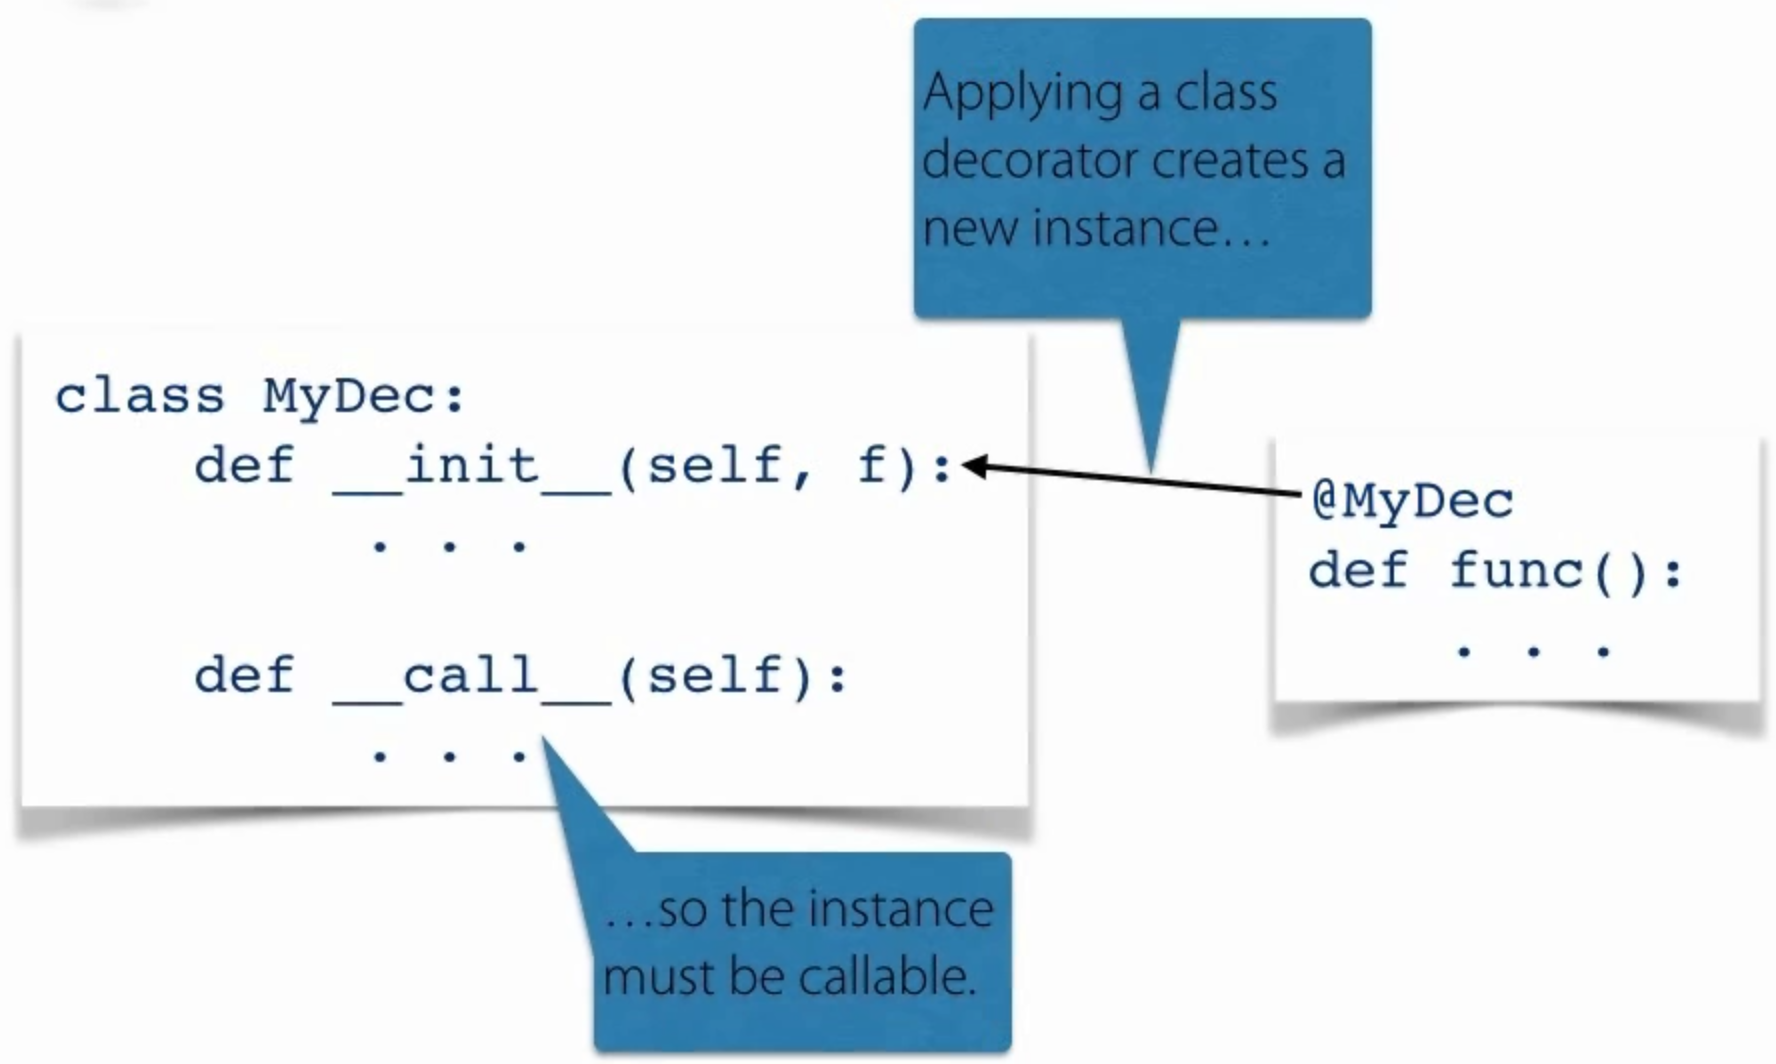 Applying a class
decorator creates a
new instance...
class MyDec:
    def __init__(self, f):
         . . .
    def __call__(self):
         . . .
@MyDec
def func():
    . . .
...so the instance
must be callable.